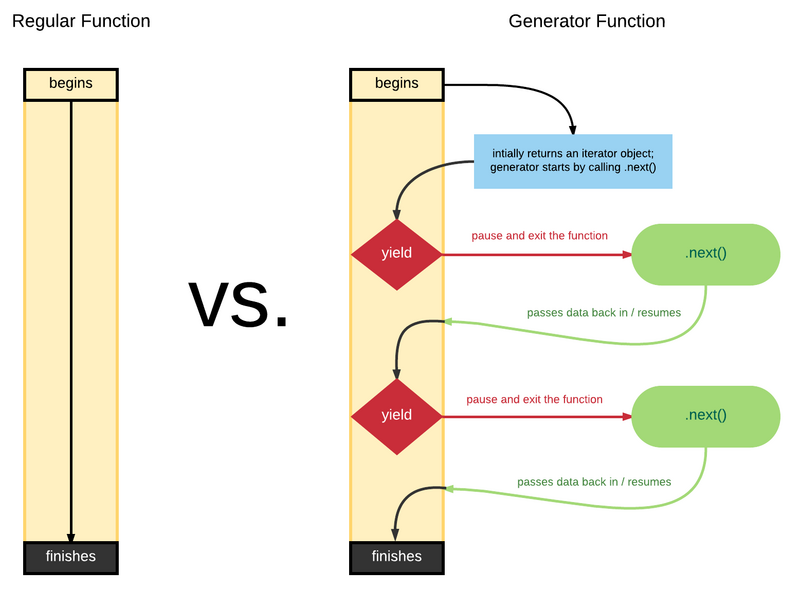 Regular Function
Generator Function
begins
begins
intially returns an iterator object;
generator starts by calling .next()
yield
pause and exit the function
.next()
vs.
passes data back in / resumes
yield
pause and exit the function
.next()
passes data back in / resumes
finishes
finishes